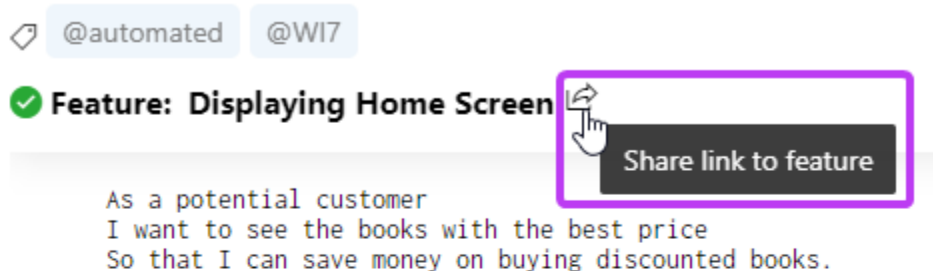 @automated @WI7
Feature: Displaying Home Screen
Share link to feature
As a potential customer
I want to see the books with the best price
So that I can save money on buying discounted books.